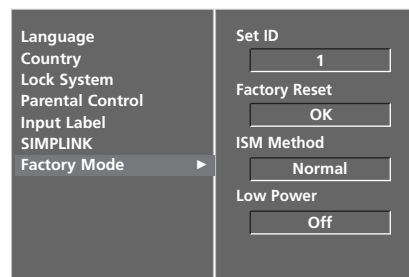 Language
Country
Lock System
Parental Control
Input Label
SIMPLINK
Factory Mode ►
Set ID
1
Factory Reset
OK
ISM Method
Normal
Low Power
Off